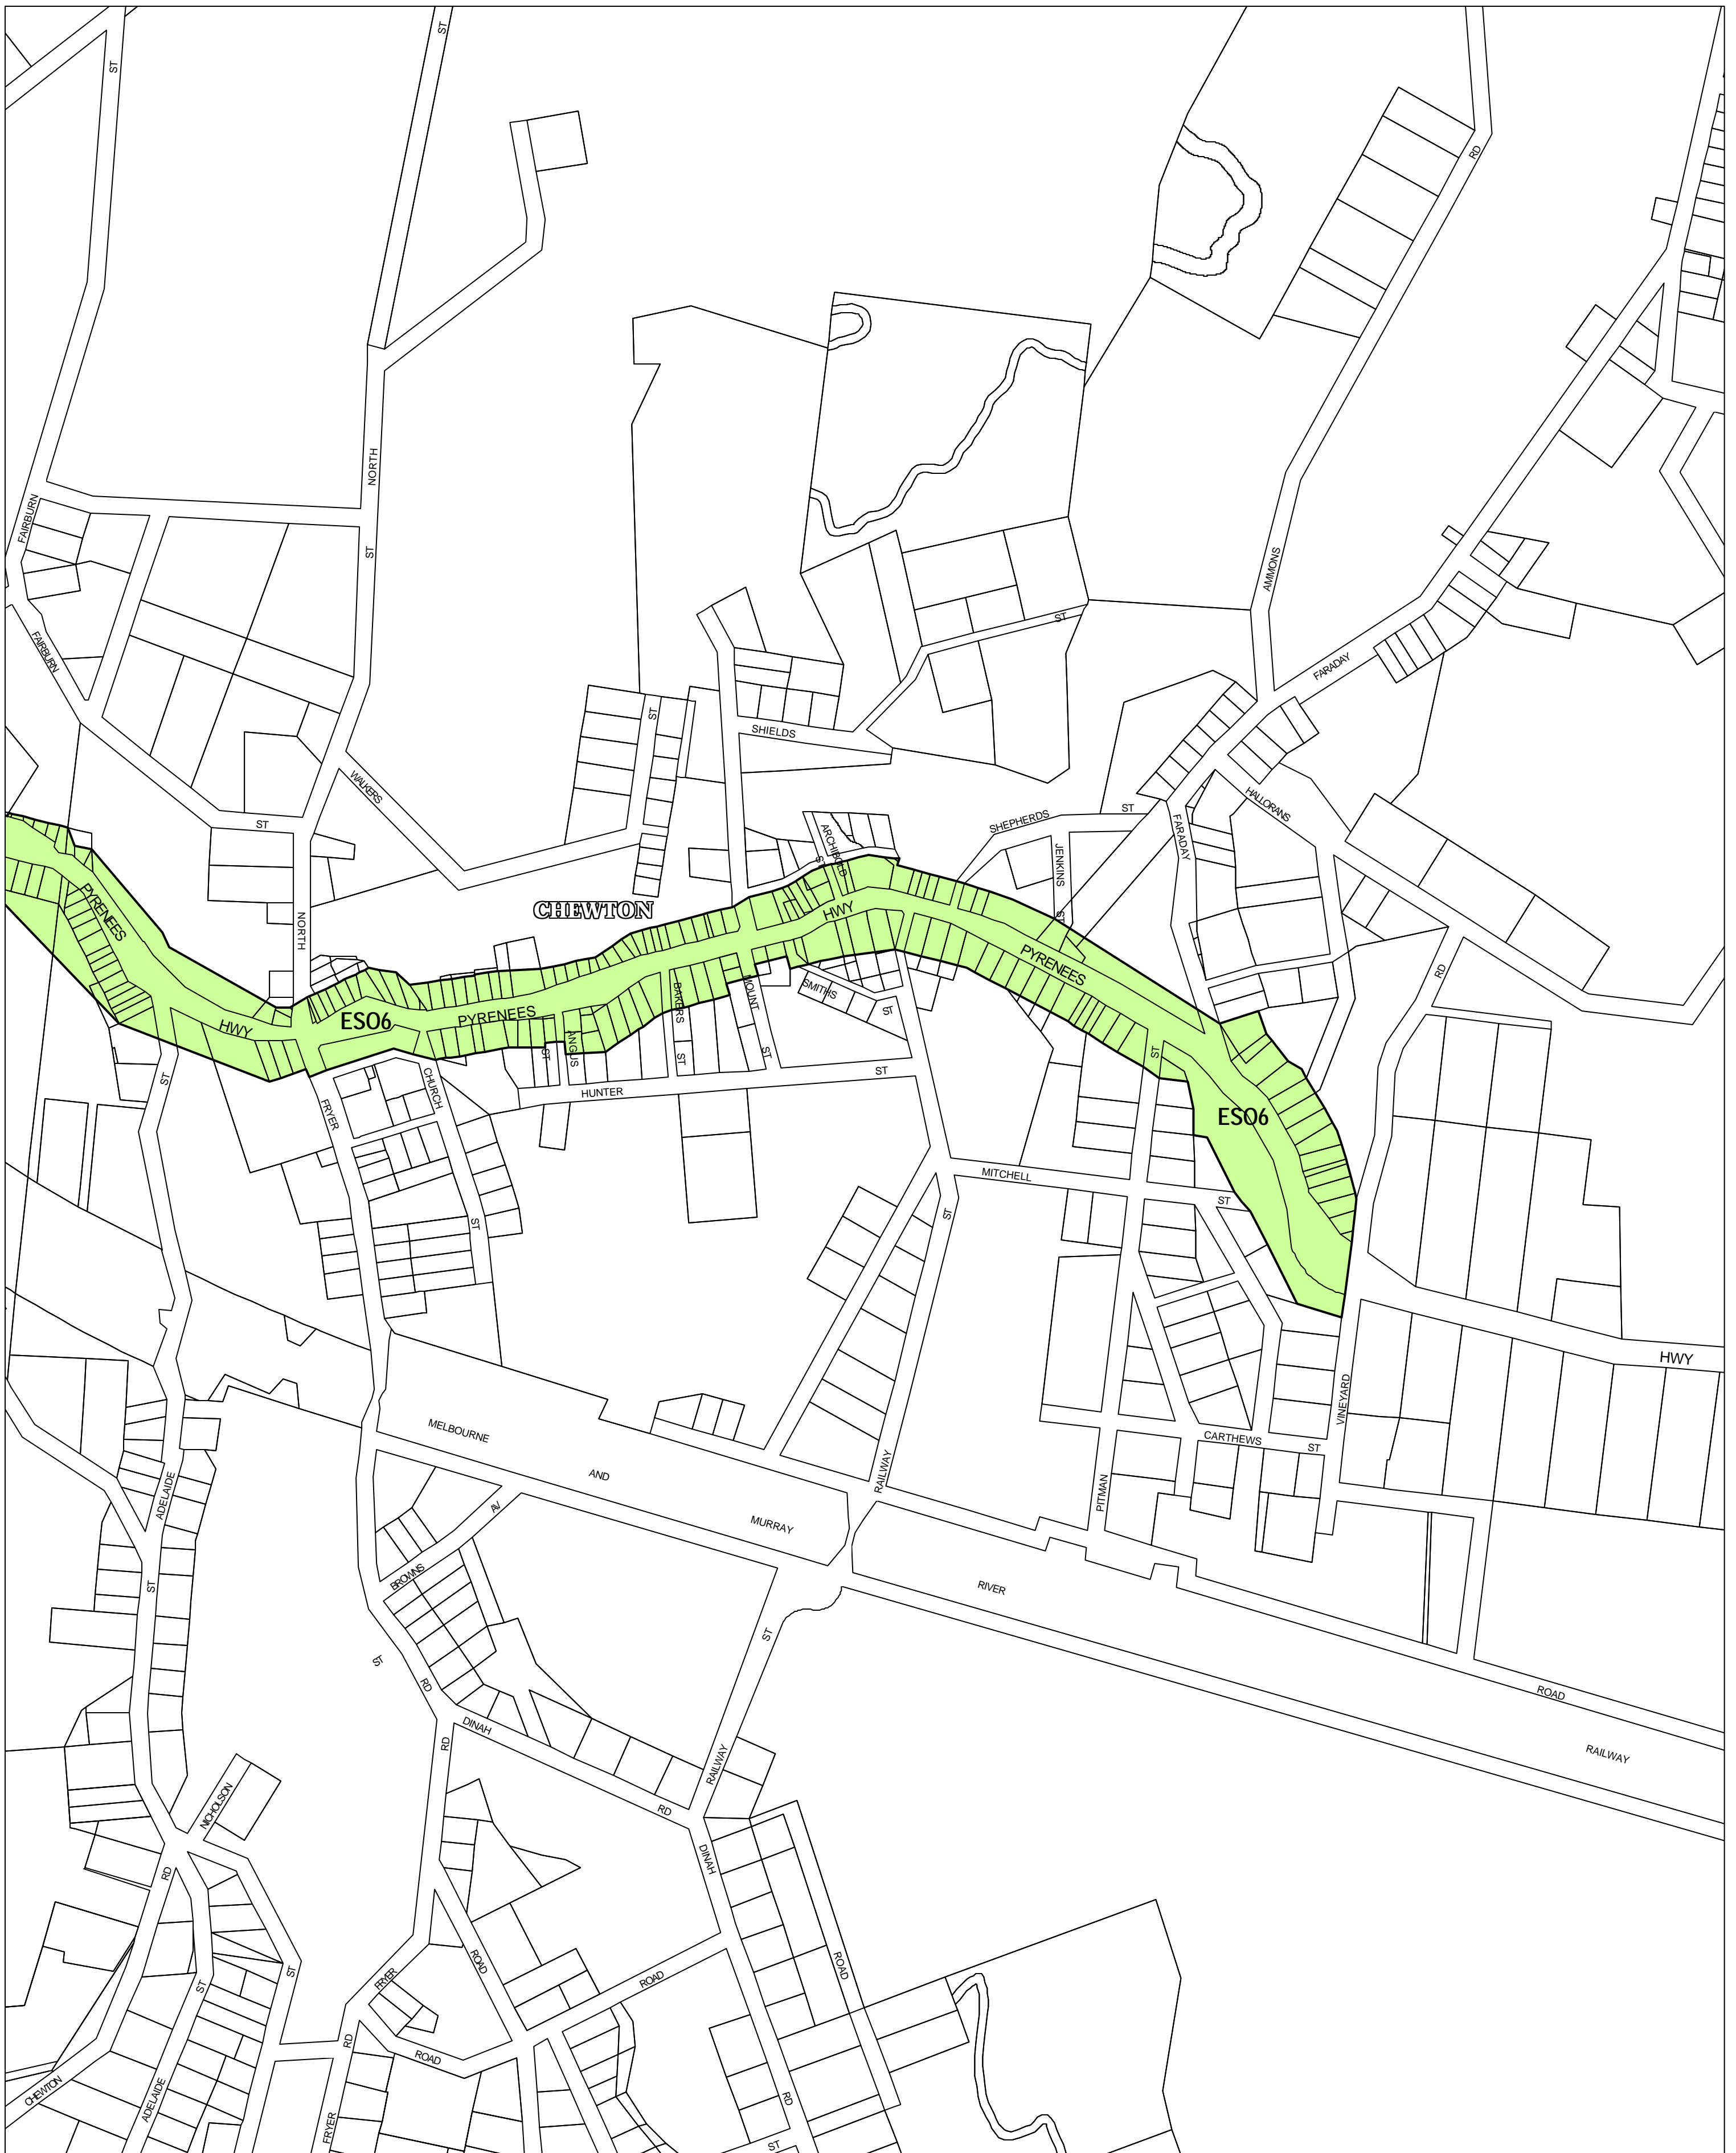 ST
ST
RD
NORTH
FAIRBURN
ST
AMMONS
ST
FAIRBURN
FARADAY
ST
SHIELDS
WALKERS
HALLORANS
ST
SHEPHERDS
ST
FARADAY
ARCHIBOLD
ST
JENKINS
ST
PYRENEES
CHEWTON
HWY
NORTH
PYRENEES
RD
SMITHS
ST
MOUNT
ST
BAKERS
ST
ESO6
PYRENEES
HWY
ANGUS
ST
ST
ST
CHURCH
HUNTER
ST
FRYER
ESO6
MITCHELL
ST
ST
ST
HWY
VINEYARD
MELBOURNE
CARTHEWS
ST
AND
RAILWAY
PITMAN
ADELAIDE
AV
MURRAY
BROWNS
ST
RIVER
ST
ST
RD
ROAD
DINAH
RD
RAILWAY
RAILWAY
NICHOLSON
RD
DINAH
RD
ROAD
ROAD
ROAD
ST
ST
FRYER
RD
ROAD
CHEWTON
ADELAIDE
RD
FRYER
ST